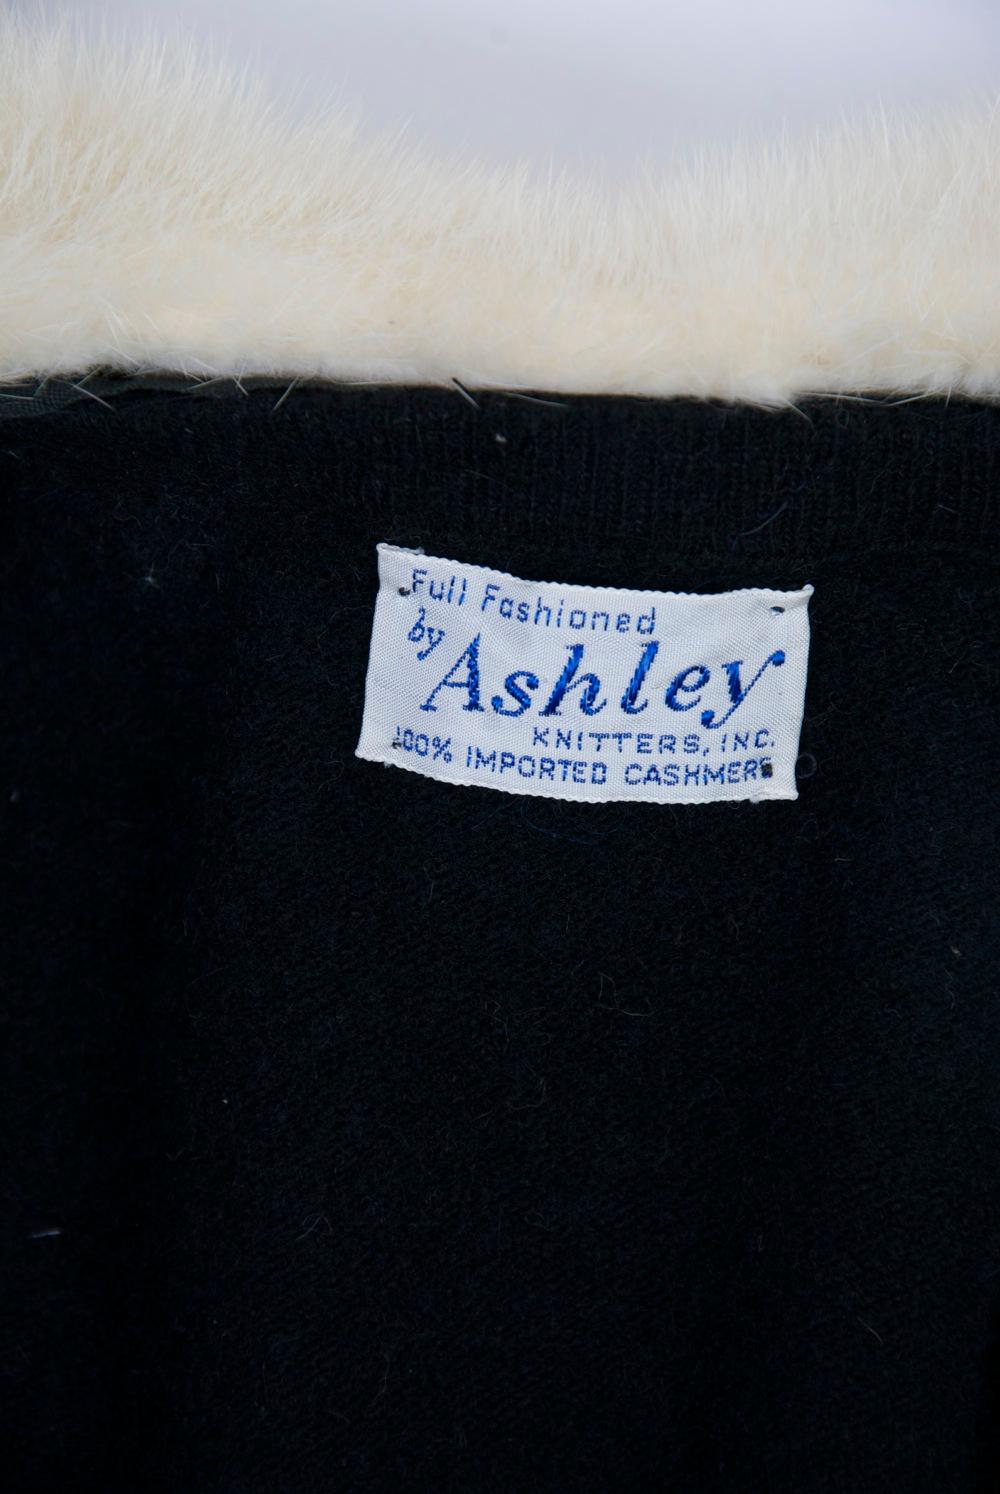 Full Fashioned
by Ashley
KNITTERS, INC.
100% IMPORTED CASHMERE